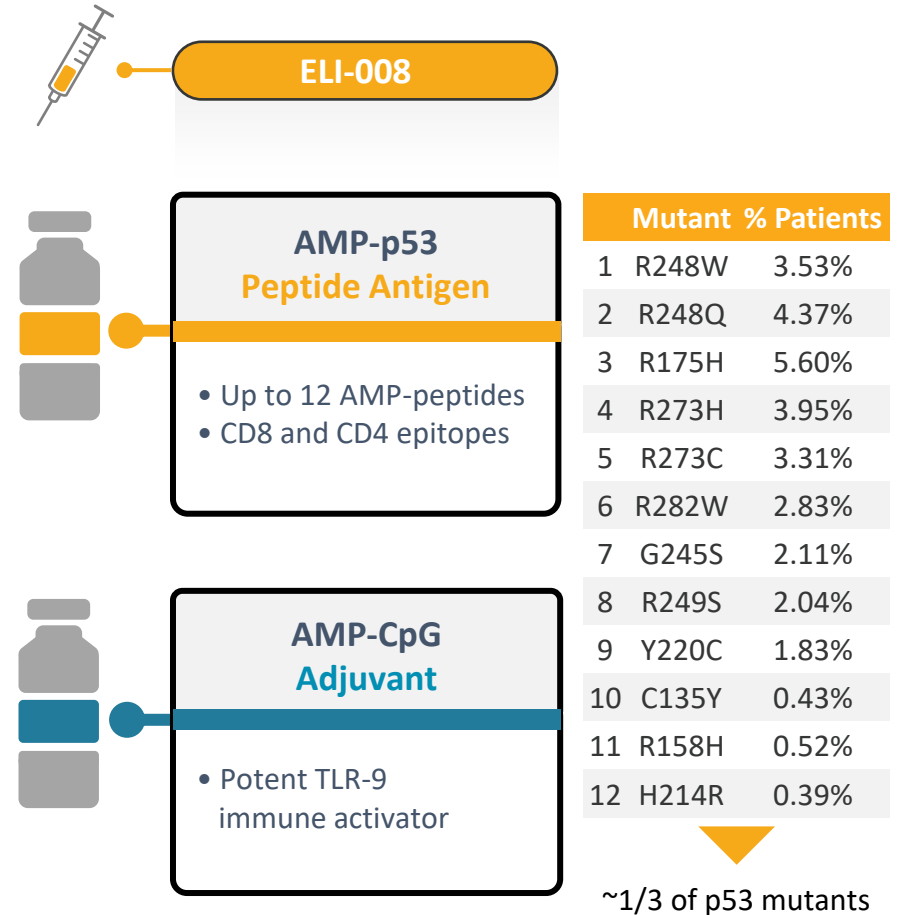 ELI-008
AMP-p53
Peptide Antigen
• Up to 12 AMP-peptides
• CD8 and CD4 epitopes
AMP-CpG
Adjuvant
• Potent TLR-9
immune activator
Mutant % Patients
1 R248W 3.53%
2 R248Q 4.37%
3 R175H 5.60%
4 R273H 3.95%
5 R273C 3.31%
6 R282W 2.83%
7 G245S 2.11%
8 R249S 2.04%
9 Y220C 1.83%
10 C135Y 0.43%
11 R158H 0.52%
12 H214R 0.39%
~1/3 of p53 mutants